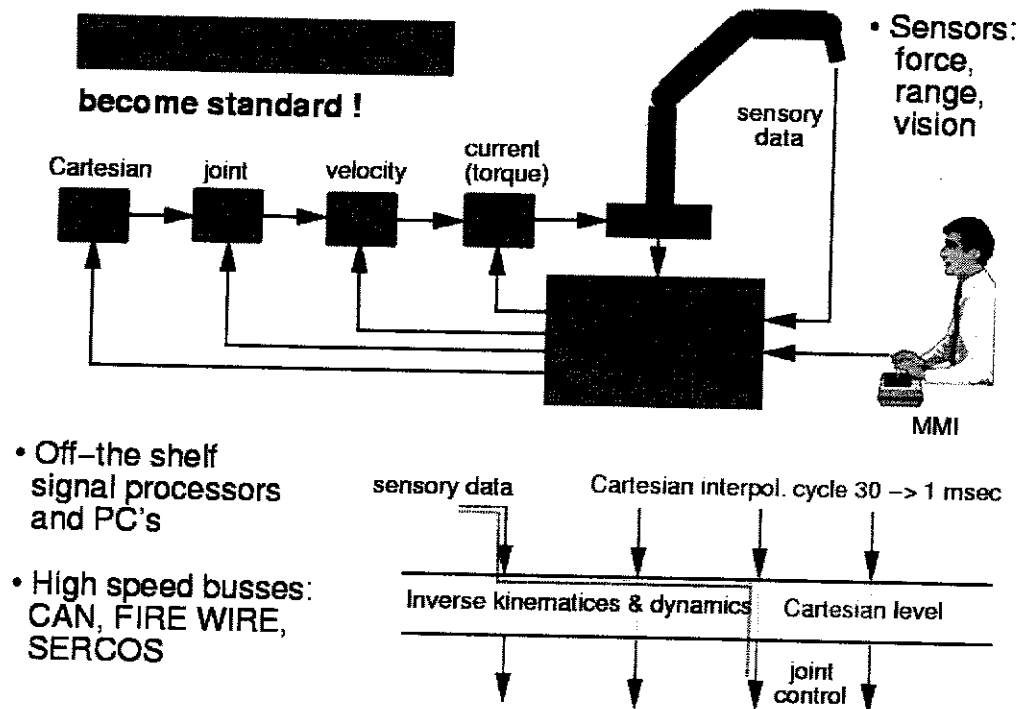 become standard !
• Sensors:
force,
range,
vision
sensory
data
Cartesian
joint
velocity
current
(torque)
MMI
• Off-the shelf
signal processors
and PC's
• High speed busses:
CAN, FIRE WIRE,
SERCOS
sensory data
Cartesian interpol. cycle 30 -> 1 msec
Inverse kinematices & dynamics
Cartesian level
joint
control